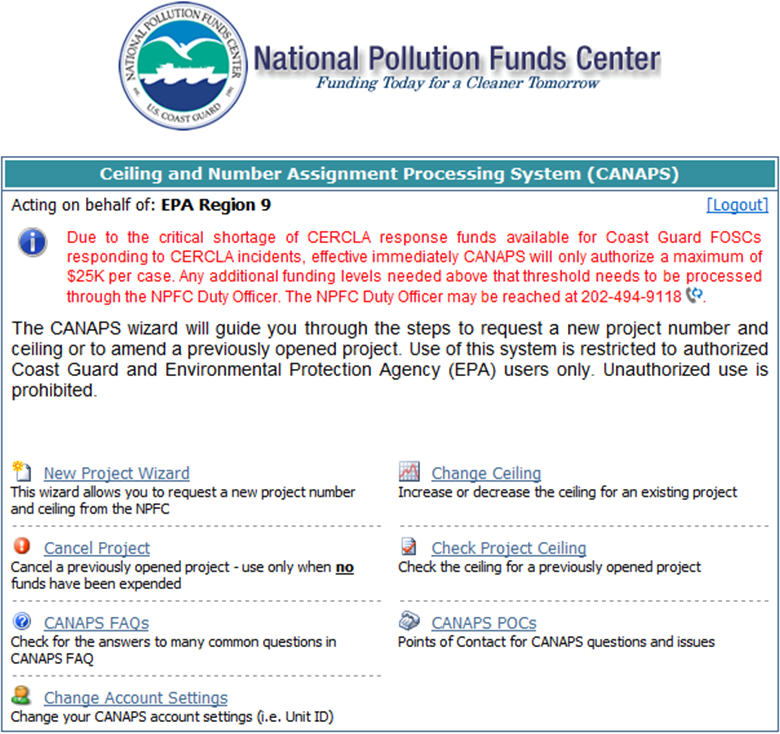 NATIONAL POLLUTION FUNDS CENTER
U.S. COAST GUARD
EST. 1991
National Pollution Funds Center
Funding Today for a Cleaner Tomorrow
Ceiling and Number Assignment Processing System (CANAPS)
Acting on behalf of: EPA Region 9 [Logout]
Due to the critical shortage of CERCLA response funds available for Coast Guard FOSCs
responding to CERCLA incidents, effective immediately CANAPS will only authorize a maximum of
$25K per case. Any additional funding levels needed above that threshold needs to be processed
through the NPFC Duty Officer. The NPFC Duty Officer may be reached at 202-494-9118 .
The CANAPS wizard will guide you through the steps to request a new project number and
ceiling or to amend a previously opened project. Use of this system is restricted to authorized
Coast Guard and Environmental Protection Agency (EPA) users only. Unauthorized use is
prohibited.
New Project Wizard
This wizard allows you to request a new project number
and ceiling from the NPFC
Change Ceiling
Increase or decrease the ceiling for an existing project
Cancel Project
Cancel a previously opened project - use only when no
funds have been expended
Check Project Ceiling
Check the ceiling for a previously opened project
CANAPS FAQs
Check for the answers to many common questions in
CANAPS FAQ
CANAPS POCs
Points of Contact for CANAPS questions and issues
Change Account Settings
Change your CANAPS account settings (i.e. Unit ID)